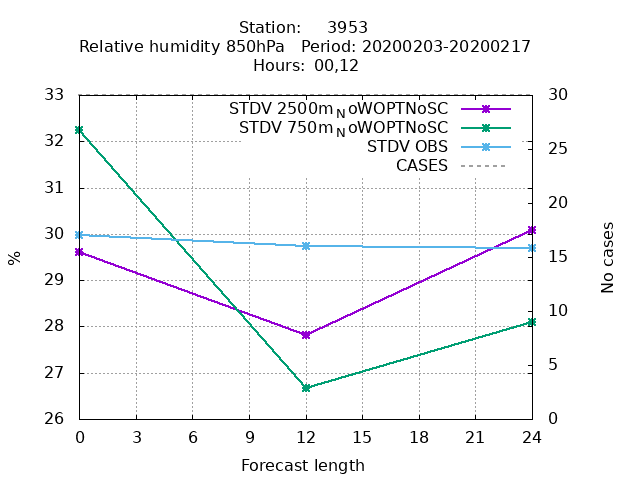 Station: 3953
Relative humidity 850hPa Period: 20200203-20200217
Hours: 00,12
33 30
STDV 2500mNoWOPTNoSC
STDV 750mNoWOPTNoSC
STDV OBS
CASES
32
25
31
20
30
29
15
28
10
27
5
26 0
%
No cases
0 3 6 9 12 15 18 21 24
Forecast length